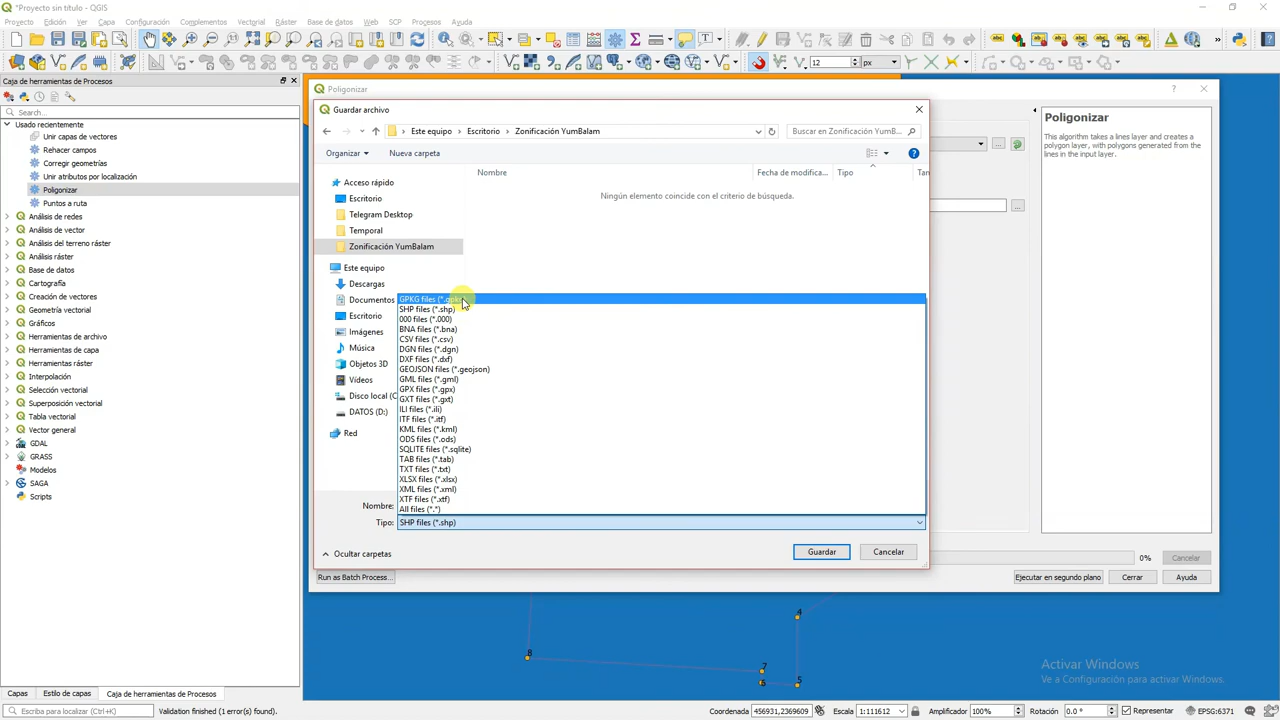 *Proyecto sin título - QGIS
Proyecto Edición Ver Capa Configuración Complementos Vectorial Ráster Base de datos Web SCP Procesos Ayuda
12 px
Caja de herramientas de Procesos
Search...
Usado recientemente
Unir capas de vectores
Rehacer campos
Corregir geometrías
Unir atributos por localización
Poligonizar
Puntos a ruta
Análisis de redes
Análisis de vector
Análisis del terreno ráster
Análisis ráster
Base de datos
Cartografía
Creación de vectores
Geometría vectorial
Gráficos
Herramientas de archivo
Herramientas de capa
Herramientas ráster
Interpolación
Selección vectorial
Superposición vectorial
Tabla vectorial
Vector general
GDAL
GRASS
Modelos
SAGA
Scripts
Poligonizar
?
Guardar archivo
Este equipo > Escritorio > Zonificación YumBalam
Buscar en Zonificación YumB...
Organizar Nueva carpeta
Nombre Fecha de modifica... Tipo Tan
Ningún elemento coincide con el criterio de búsqueda.
Acceso rápido
Escritorio
Telegram Desktop
Temporal
Zonificación YumBalam
Este equipo
Descargas
Documentos
Escritorio
Imágenes
Música
Objetos 3D
Vídeos
Disco local (C
DATOS (D:)
Red
GPKG files (*.gpkg)
SHP files (*.shp)
000 files (*.000)
BNA files (*.bna)
CSV files (*.csv)
DGN files (*.dgn)
DXF files (*.dxf)
GEOJSON files (*.geojson)
GML files (*.gml)
GPX files (*.gpx)
GXT files (*.gxt)
ILI files (*.ili)
ITF files (*.itf)
KML files (*.kml)
ODS files (*.ods)
SQLITE files (*.sqlite)
TAB files (*.tab)
TXT files (*.txt)
XLSX files (*.xlsx)
XML files (*.xml)
XTF files (*.xtf)
All files (*.*)
Nombre:
Tipo: SHP files (*.shp)
Ocultar carpetas
Guardar Cancelar
Poligonizar
This algorithm takes a lines layer and creates a
polygon layer, with polygons generated from the
lines in the input layer.
0% Cancelar
Run as Batch Process... Ejecutar en segundo plano Cerrar Ayuda
4
8
7
6
5
Activar Windows
Ve a Configuración para activar Windows.
Capas Estilo de capas Caja de herramientas de Procesos
Escriba para localizar (Ctrl+K) Validation finished (1 error(s) found). Coordenada 456931,2369609 Escala 1:111612 Amplificador 100% Rotación 0.0 ° Representar EPSG:6371